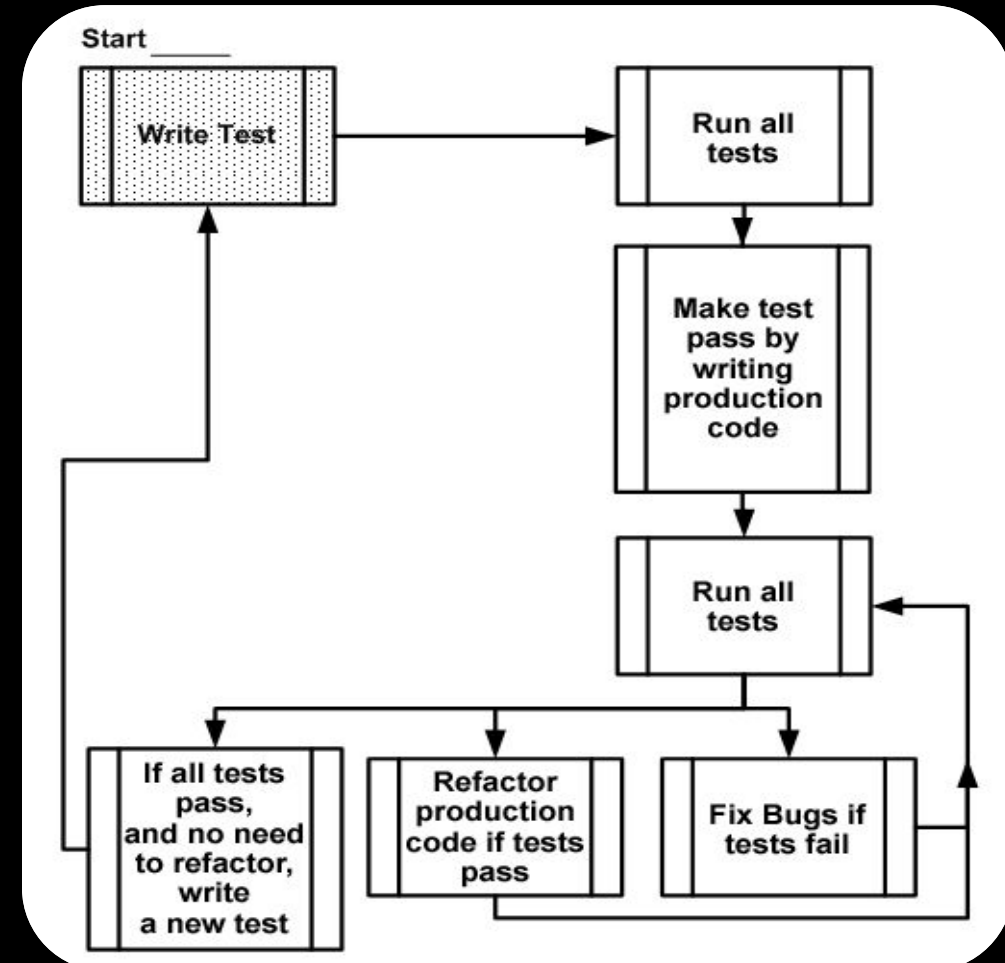 Start
Write Test
Run all
tests
Make test
pass by
writing
production
code
Run all
tests
If all tests
pass,
and no need
to refactor,
write
a new test
Refactor
production
code if tests
pass
Fix Bugs if
tests fail